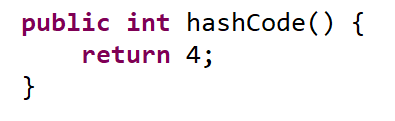 public int hashCode() {
    return 4;
}